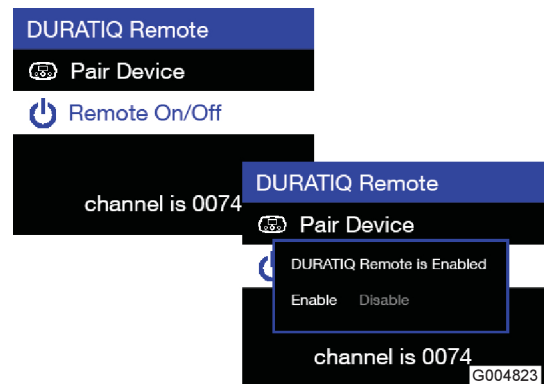 DURATIQ Remote
Pair Device
Remote On/Off
channel is 0074
DURATIQ Remote
Pair Device
DURATIQ Remote is Enabled
Enable Disable
channel is 0074
G004823